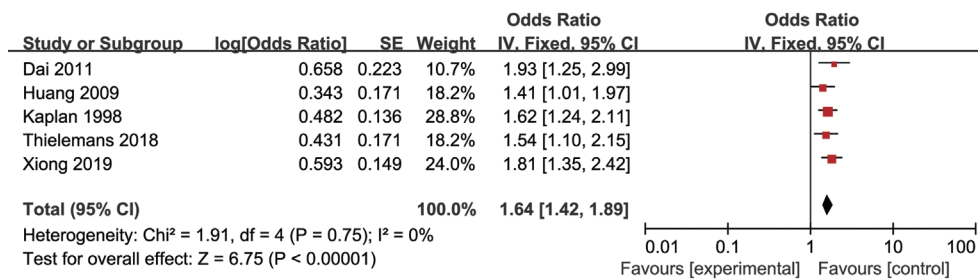 Odds Ratio Odds Ratio
Study or Subgroup log[Odds Ratio] SE Weight IV, Fixed, 95% CI IV, Fixed, 95% CI
Dai 2011 0.658 0.223 10.7% 1.93 [1.25, 2.99]
Huang 2009 0.343 0.171 18.2% 1.41 [1.01, 1.97]
Kaplan 1998 0.482 0.136 28.8% 1.62 [1.24, 2.11]
Thielemans 2018 0.431 0.171 18.2% 1.54 [1.10, 2.15]
Xiong 2019 0.593 0.149 24.0% 1.81 [1.35, 2.42]
Total (95% CI) 100.0% 1.64 [1.42, 1.89]
Heterogeneity: Chi² = 1.91, df = 4 (P = 0.75); I² = 0%
Test for overall effect: Z = 6.75 (P < 0.00001)
0.01 0.1 1 10 100
Favours [experimental] Favours [control]